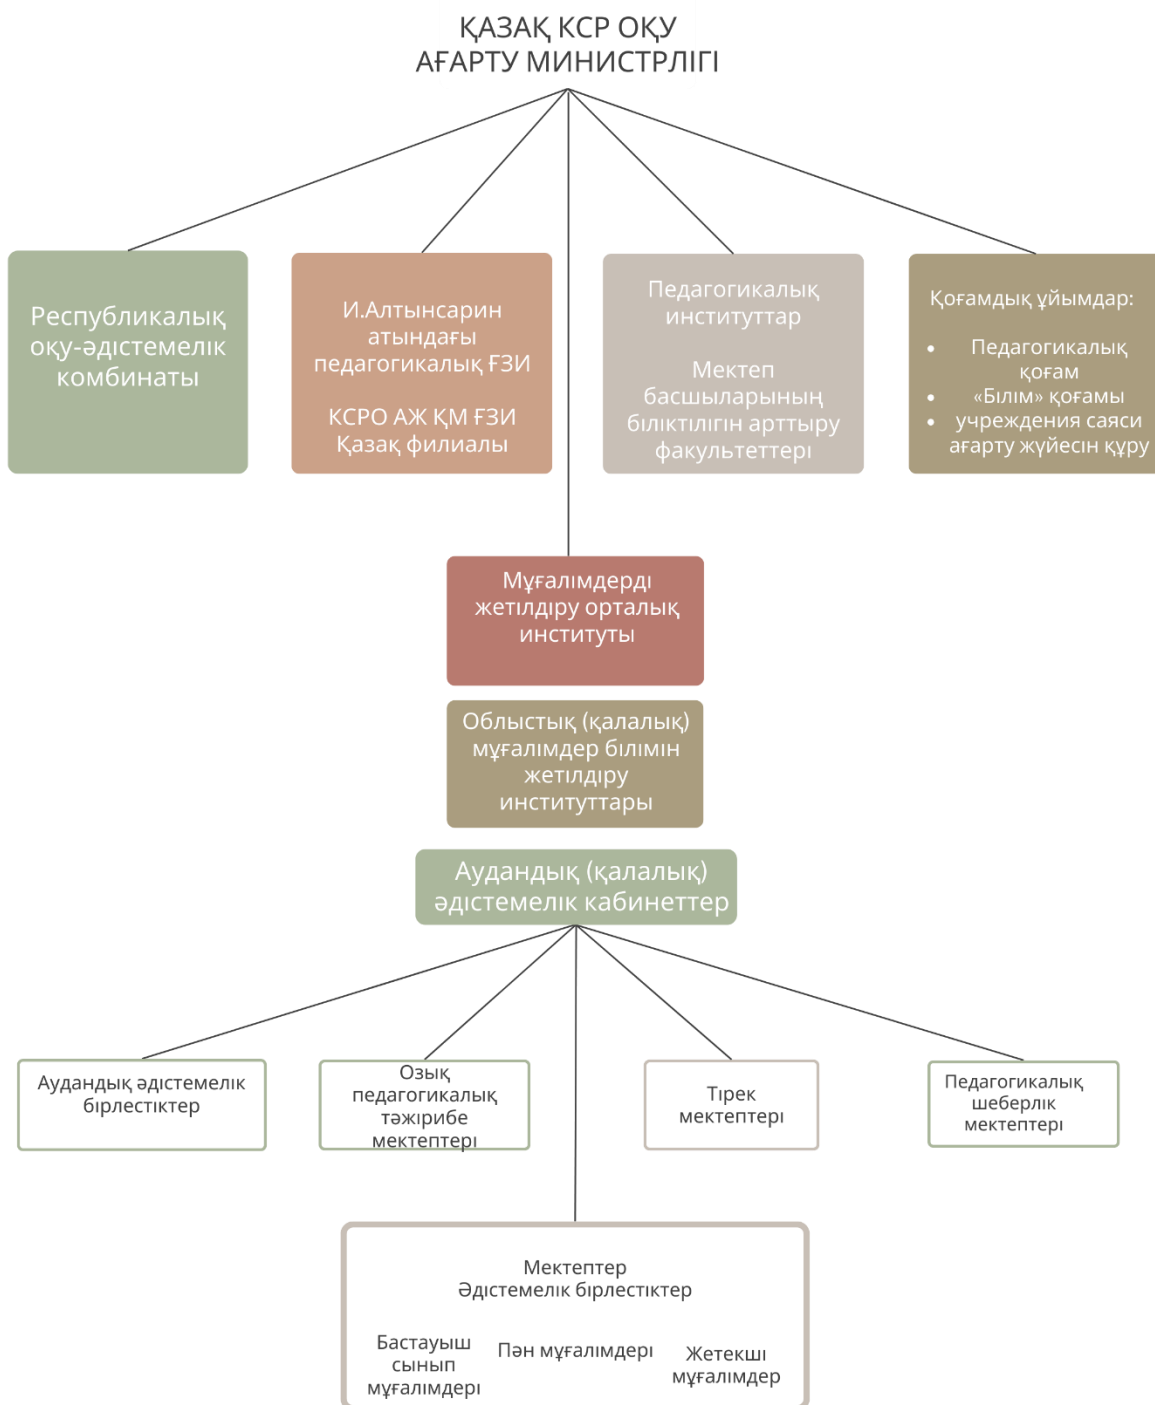 ҚАЗАҚ КСР ОҚУ
АҒАРТУ МИНИСТРЛІГІ
Республикалық
оқу-әдістемелік
комбинаты
И.Алтынсарин
атындағы
педагогикалық ҒЗИ
КСРО АЖ ҚМ ҒЗИ
Қазақ филиалы
Педагогикалық
институттар
Мектеп
басшыларының
біліктілігін арттыру
факультеттері
Қоғамдық ұйымдар:
• Педагогикалық
қоғам
• «Білім» қоғамы
• учреждения саяси
ағарту жүйесін құру
Мұғалімдерді
жетілдіру орталық
институты
Облыстық (қалалық)
мұғалімдер білімін
жетілдіру
институттары
Аудандық (қалалық)
әдістемелік кабинеттер
Аудандық әдістемелік
бірлестіктер
Озық
педагогикалық
тәжірибе
мектептері
Тірек
мектептері
Педагогикалық
шеберлік
мектептері
Мектептер
Әдістемелік бірлестіктер
Бастауыш
сынып
мұғалімдері
Пән мұғалімдері
Жетекші
мұғалімдер